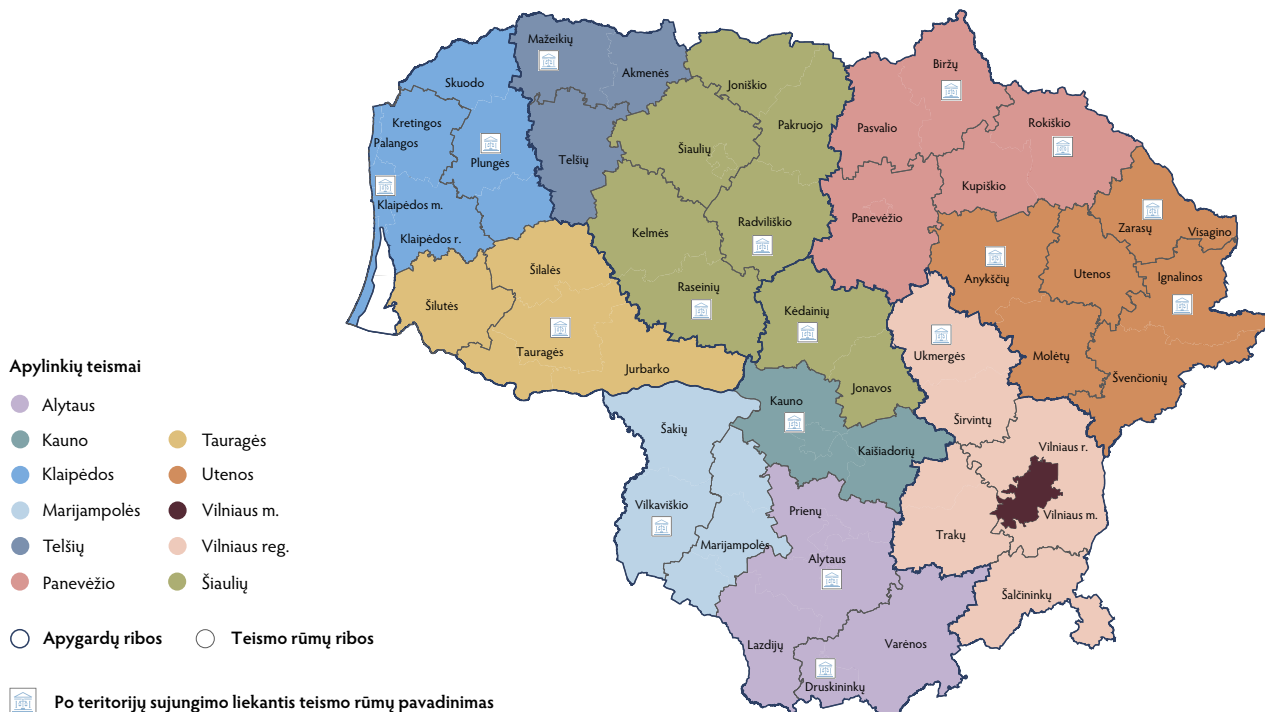 Mažeikių
Akmenės
Skuodo
Joniškio
Biržų
Kretingos
Palangos
Plungės
Telšių
Šiaulių
Pakruojo
Pasvalio
Rokiškio
Kupiškio
Klaipėdos m.
Klaipėdos r.
Kelmės
Radviliškio
Panevėžio
Zarasų
Visagino
Šilalės
Anykščių
Utenos
Ignalinos
Šilutės
Raseinių
Kėdainių
Tauragės
Jurbarko
Ukmergės
Molėtų
Švenčionių
Jonavos
Kauno
Širvintų
Šakių
Kaišiadorių
Vilniaus r.
Vilkaviškio
Prienų
Vilniaus m.
Marijampolės
Trakų
Alytaus
Šalčininkų
Lazdijų
Varėnos
Druskininkų
Apylinkių teismai
Alytaus
Kauno
Klaipėdos
Marijampolės
Telšių
Panevėžio
Tauragės
Utenos
Vilniaus m.
Vilniaus reg.
Šiaulių
Apygardų ribos
Teismo rūmų ribos
Po teritorijų sujungimo liekantis teismo rūmų pavadinimas